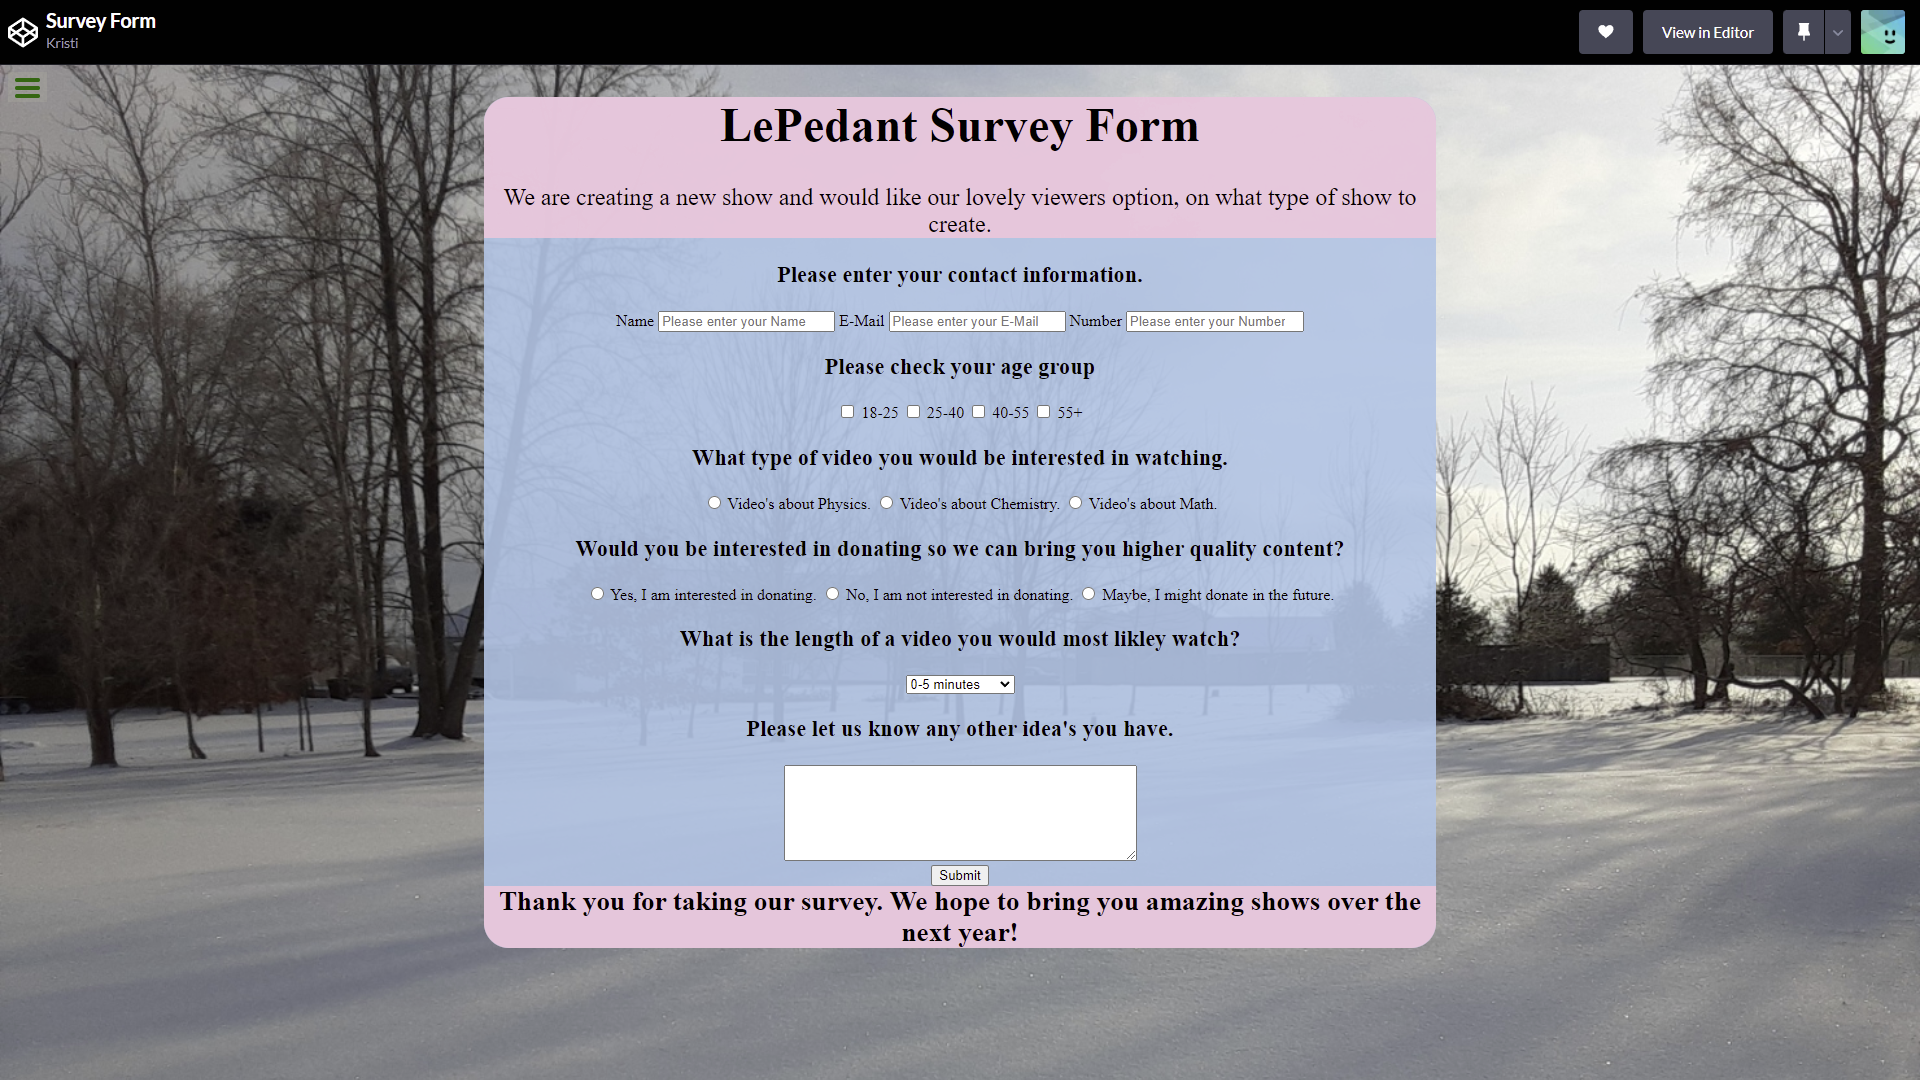 Survey Form
Kristi
View in Editor
LePedant Survey Form
We are creating a new show and would like our lovely viewers option, on what type of show to
create.
Please enter your contact information.
Name Please enter your Name E-Mail Please enter your E-Mail Number Please enter your Number
Please check your age group
18-25 25-40 40-55 55+
What type of video you would be interested in watching.
Video's about Physics. Video's about Chemistry. Video's about Math.
Would you be interested in donating so we can bring you higher quality content?
Yes, I am interested in donating. No, I am not interested in donating. Maybe, I might donate in the future.
What is the length of a video you would most likley watch?
0-5 minutes
Please let us know any other idea's you have.
Submit
Thank you for taking our survey. We hope to bring you amazing shows over the
next year!